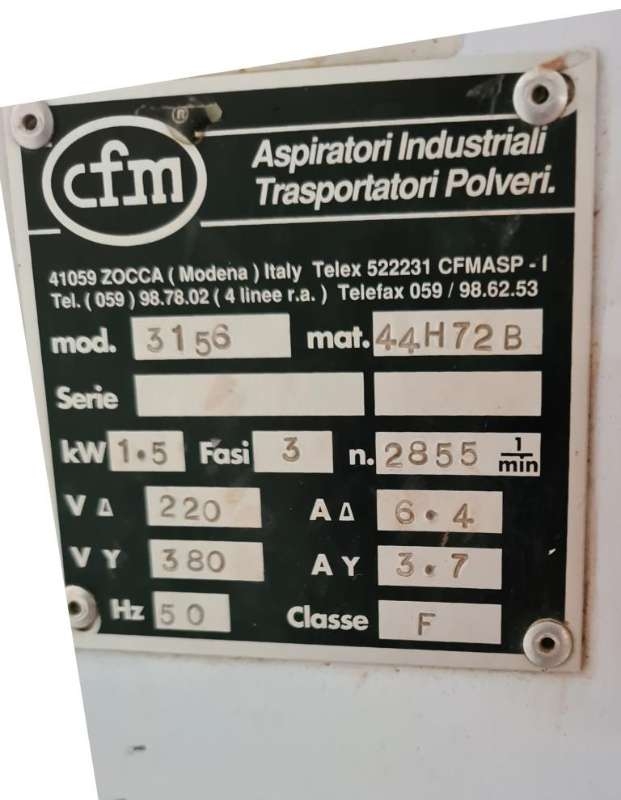 ®
cfm
Aspiratori Industriali
Trasportatori Polveri.
41059 ZOCCA ( Modena ) Italy Telex 522231 CFMASP - I
Tel. ( 059 ) 98.78.02 ( 4 linee r.a. ) Telefax 059 / 98.62.53
mod. 3156 mat. 44H72B
Serie
kW 1.5 Fasi 3 n. 2855 1/min
V Δ 220 A Δ 6.4
V Y 380 A Y 3.7
Hz 50 Classe F